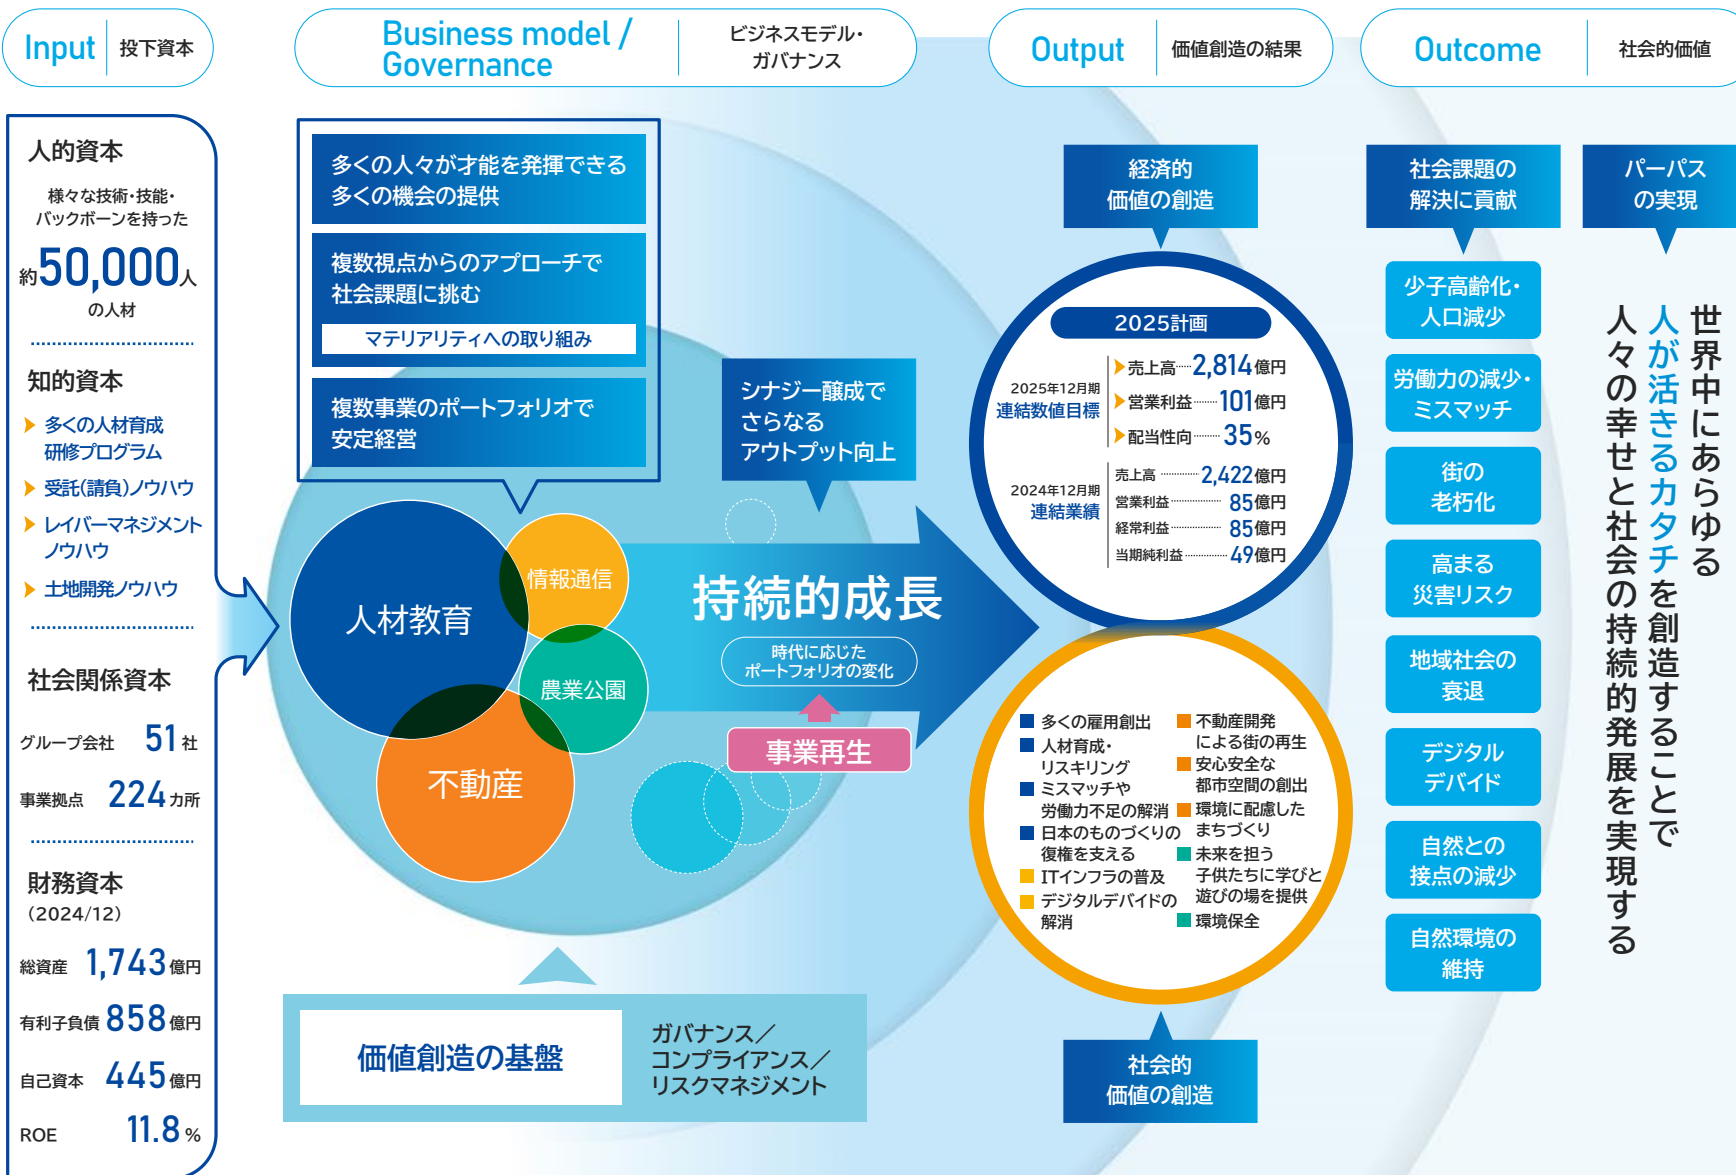 Input
投下資本
Business model /
Governance
ビジネスモデル・
ガバナンス
Output
価値創造の結果
Outcome
社会的価値
人的資本
様々な技術・技能・
バックボーンを持った
約50,000人
の人材
知的資本
多くの人材育成
研修プログラム
受託(請負)ノウハウ
レイバーマネジメント
ノウハウ
土地開発ノウハウ
社会関係資本
グループ会社 51社
事業拠点 224カ所
財務資本
(2024/12)
総資産 1,743億円
有利子負債 858億円
自己資本 445億円
ROE 11.8%
多くの人々が才能を発揮できる
多くの機会の提供
複数視点からのアプローチで
社会課題に挑む
マテリアリティへの取り組み
複数事業のポートフォリオで
安定経営
人材教育
情報通信
農業公園
不動産
シナジー醸成で
さらなる
アウトプット向上
持続的成長
時代に応じた
ポートフォリオの変化
事業再生
価値創造の基盤
ガバナンス／
コンプライアンス／
リスクマネジメント
経済的
価値の創造
2025計画
2025年12月期
連結数値目標
売上高 2,814億円
営業利益 101億円
配当性向 35%
2024年12月期
連結業績
売上高 2,422億円
営業利益 85億円
経常利益 85億円
当期純利益 49億円
多くの雇用創出
人材育成・
リスキリング
ミスマッチや
労働力不足の解消
日本のものづくりの
復権を支える
ITインフラの普及
デジタルデバイドの
解消
不動産開発
による街の再生
安心安全な
都市空間の創出
環境に配慮した
まちづくり
未来を担う
子供たちに学びと
遊びの場を提供
環境保全
社会的
価値の創造
社会課題の
解決に貢献
少子高齢化・
人口減少
労働力の減少・
ミスマッチ
街の
老朽化
高まる
災害リスク
地域社会の
衰退
デジタル
デバイド
自然との
接点の減少
自然環境の
維持
パーパス
の実現
世界中にあらゆる
人が活きるカタチを創造することで
人々の幸せと社会の持続的発展を実現する